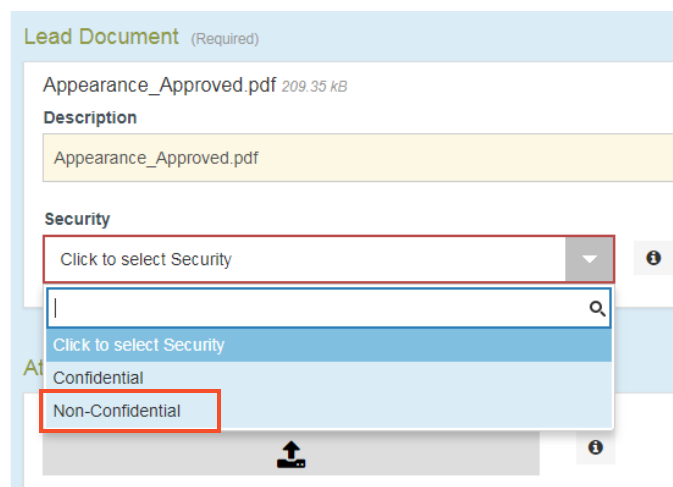 Lead Document (Required)
Appearance_Approved.pdf 209.35 kB
Description
Appearance_Approved.pdf
Security
Click to select Security
Click to select Security
At
Confidential
Non-Confidential